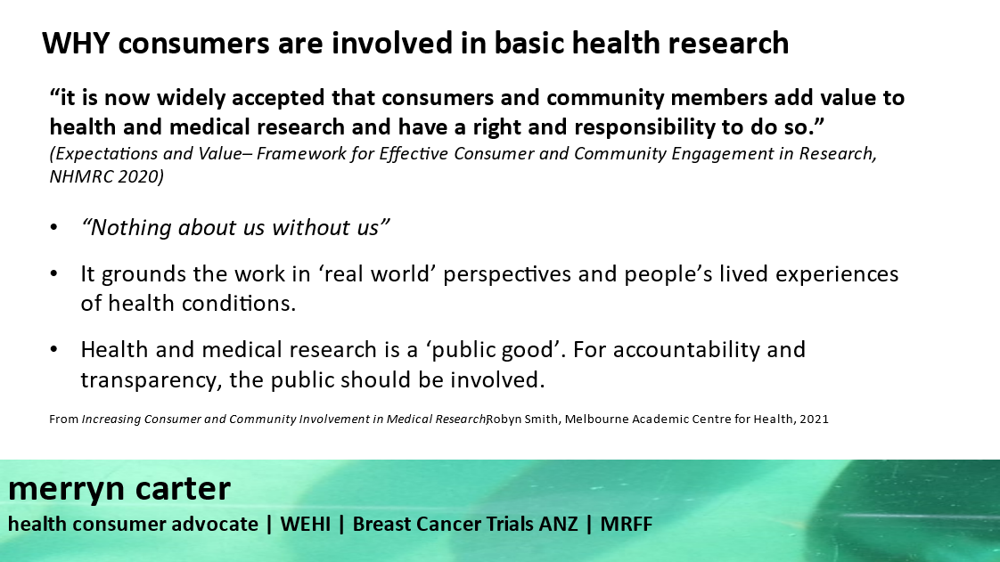 WHY consumers are involved in basic health research
“it is now widely accepted that consumers and community members add value to
health and medical research and have a right and responsibility to do so.”
(Expectations and Value– Framework for Effective Consumer and Community Engagement in Research,
NHMRC 2020)
• “Nothing about us without us”
• It grounds the work in ‘real world’ perspectives and people’s lived experiences
of health conditions.
• Health and medical research is a ‘public good’. For accountability and
transparency, the public should be involved.
From Increasing Consumer and Community Involvement in Medical Research, Robyn Smith, Melbourne Academic Centre for Health, 2021
merryn carter
health consumer advocate | WEHI | Breast Cancer Trials ANZ | MRFF